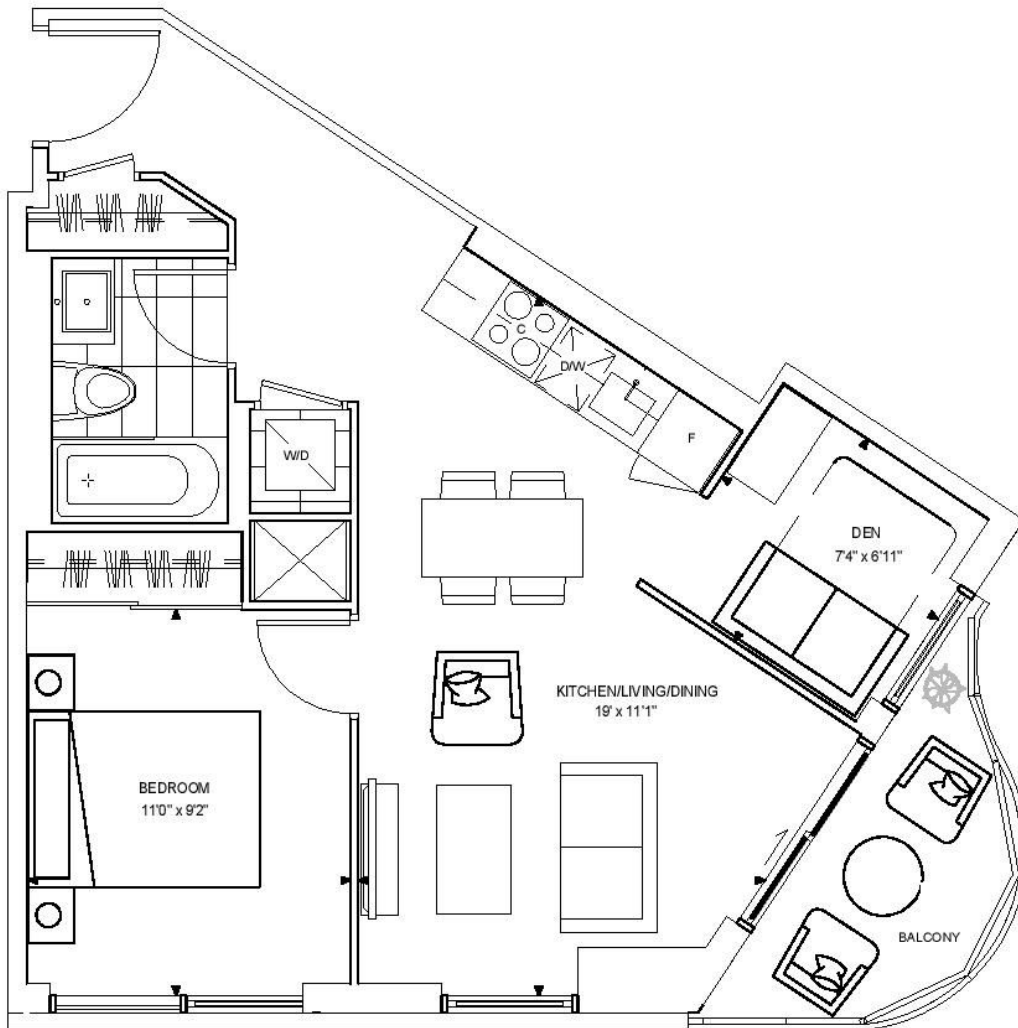 C
D/W
F
W/D
DEN
7'4" x 6'11"
KITCHEN/LIVING/DINING
19' x 11'1"
BEDROOM
11'0" x 9'2"
BALCONY